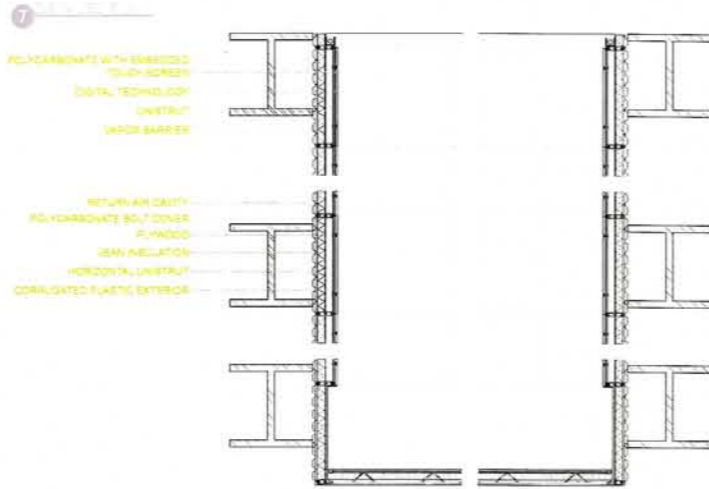 7
POLYCARBONATE WITH EMBEDDED
TOUCH SCREEN
DIGITAL TECHNOLOGY
UNISTRUT
VAPOR BARRIER
RETURN AIR CAVITY
POLYCARBONATE BOLT COVER
PLYWOOD
JEAN INSULATION
HORIZONTAL UNISTRUT
CORRUGATED PLASTIC EXTERIOR